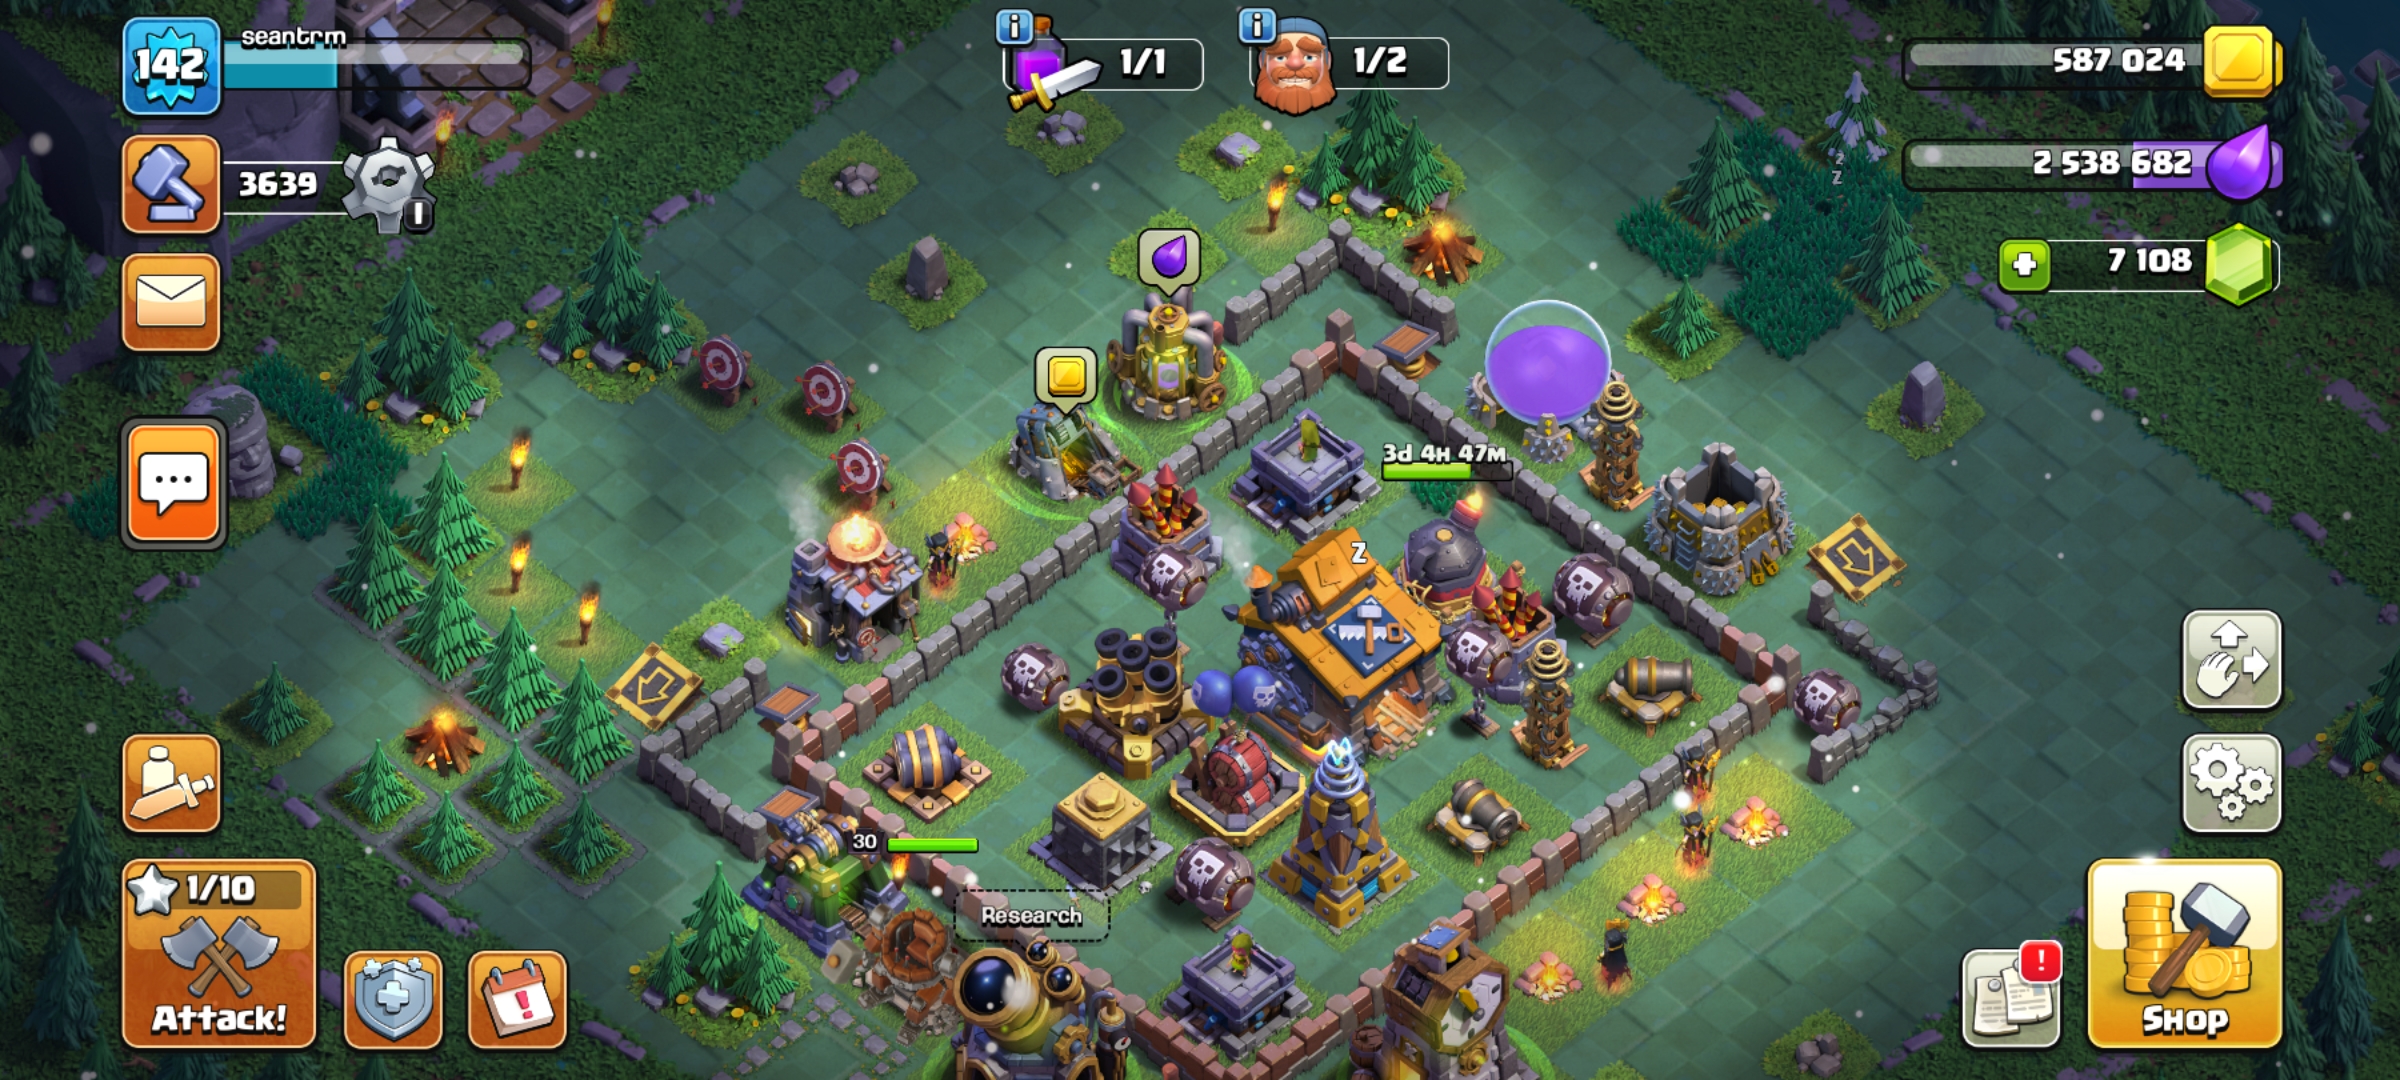 142
seantrm
1/1
1/2
587 024
3639
I
2 538 682
7 108
3d 4H 47M
z
z
Z
30
Research
1/10
Attack!
!
Shop